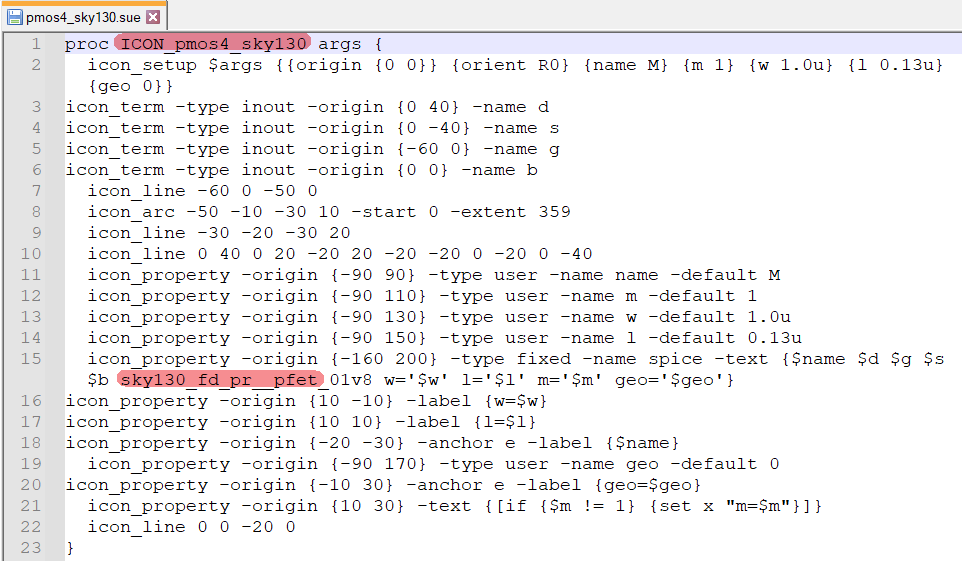 pmos4_sky130.sue
1 proc ICON_pmos4_sky130 args {
2 icon_setup $args {{origin {0 0}} {orient R0} {name M} {m 1} {w 1.0u} {l 0.13u}
{geo 0}}
3 icon_term -type inout -origin {0 40} -name d
4 icon_term -type inout -origin {0 -40} -name s
5 icon_term -type inout -origin {-60 0} -name g
6 icon_term -type inout -origin {0 0} -name b
7 icon_line -60 0 -50 0
8 icon_arc -50 -10 -30 10 -start 0 -extent 359
9 icon_line -30 -20 -30 20
10 icon_line 0 40 0 20 -20 20 -20 -20 0 -20 0 -40
11 icon_property -origin {-90 90} -type user -name name -default M
12 icon_property -origin {-90 110} -type user -name m -default 1
13 icon_property -origin {-90 130} -type user -name w -default 1.0u
14 icon_property -origin {-90 150} -type user -name l -default 0.13u
15 icon_property -origin {-160 200} -type fixed -name spice -text {$name $d $g $s
$b sky130_fd_pr__pfet_01v8 w='$w' l='$l' m='$m' geo='$geo'}
16 icon_property -origin {10 -10} -label {w=$w}
17 icon_property -origin {10 10} -label {l=$l}
18 icon_property -origin {-20 -30} -anchor e -label {$name}
19 icon_property -origin {-90 170} -type user -name geo -default 0
20 icon_property -origin {-10 30} -anchor e -label {geo=$geo}
21 icon_property -origin {10 30} -text {[if {$m != 1} {set x "m=$m"}]}
22 icon_line 0 0 -20 0
23 }